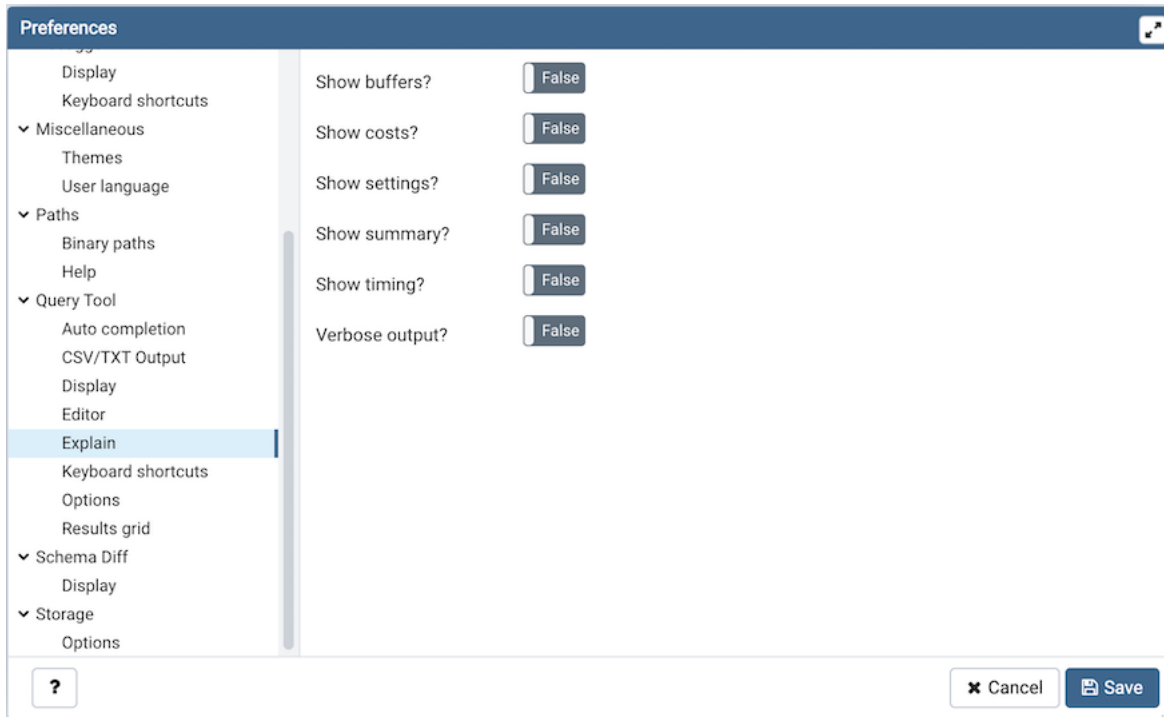 Preferences
Display
Keyboard shortcuts
Miscellaneous
Themes
User language
Paths
Binary paths
Help
Query Tool
Auto completion
CSV/TXT Output
Display
Editor
Explain
Keyboard shortcuts
Options
Results grid
Schema Diff
Display
Storage
Options
Show buffers? False
Show costs? False
Show settings? False
Show summary? False
Show timing? False
Verbose output? False
?
Cancel
Save